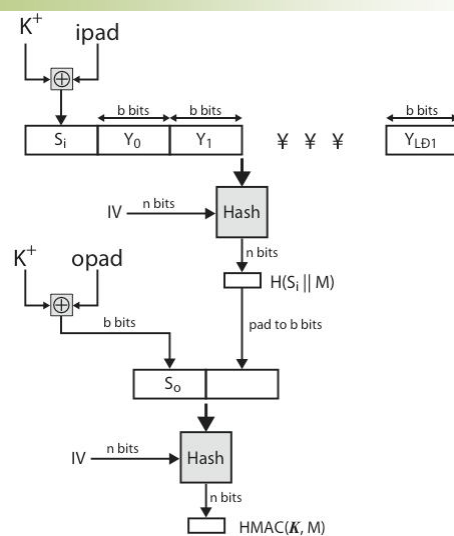 K+ ipad
⊕
b bits b bits b bits
Si Y0 Y1 ¥ ¥ ¥ YLÐ1
IV n bits Hash
n bits
K+ opad
H(Si || M)
⊕
b bits
pad to b bits
So
IV n bits Hash
n bits
HMAC(K, M)